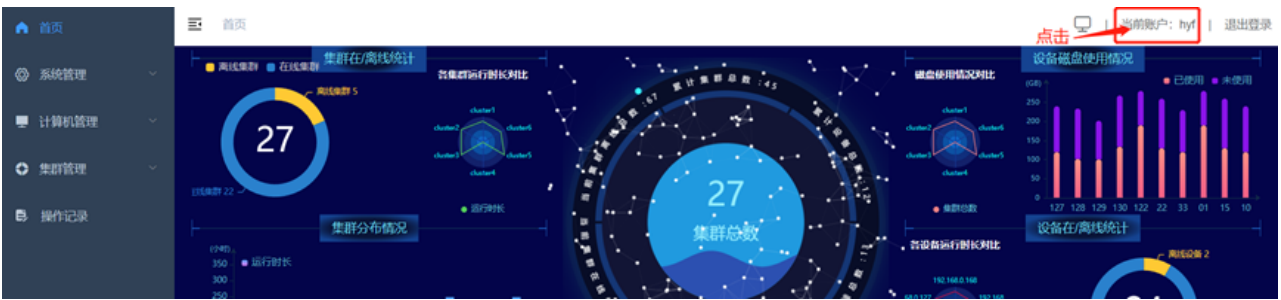 首页
系统管理
计算机管理
集群管理
操作记录
首页
点击
当前账户：hyf
|
退出登录
集群在/离线统计
离线集群
在线集群
离线集群 5
27
在线集群 22
各集群运行时长对比
cluster1
cluster2
cluster6
cluster3
cluster5
cluster4
运行时长
集群分布情况
(小时)
350
300
250
运行时长
累计集群总数:45
27
集群总数
设备磁盘使用情况
磁盘使用情况对比
cluster1
cluster2
cluster6
cluster3
cluster5
cluster4
集群总数
(GB)
已使用
未使用
250
200
150
100
50
0
127 128 129 130 122 22 33 01 15 10
设备在/离线统计
各设备运行时长对比
192.168.0.168
离线设备 2